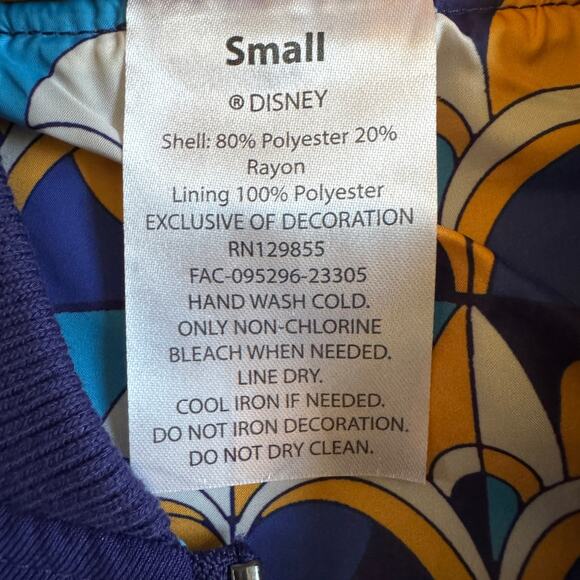 Small
® DISNEY
Shell: 80% Polyester 20%
Rayon
Lining 100% Polyester
EXCLUSIVE OF DECORATION
RN129855
FAC-095296-23305
HAND WASH COLD.
ONLY NON-CHLORINE
BLEACH WHEN NEEDED.
LINE DRY.
COOL IRON IF NEEDED.
DO NOT IRON DECORATION.
DO NOT DRY CLEAN.